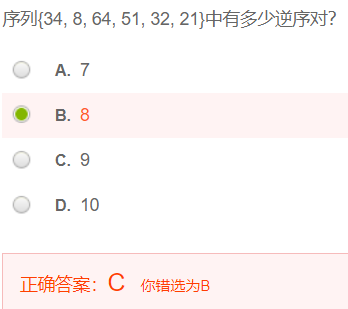 序列{34, 8, 64, 51, 32, 21}中有多少逆序对?
A. 7
B. 8
C. 9
D. 10
正确答案: C 你错选为B